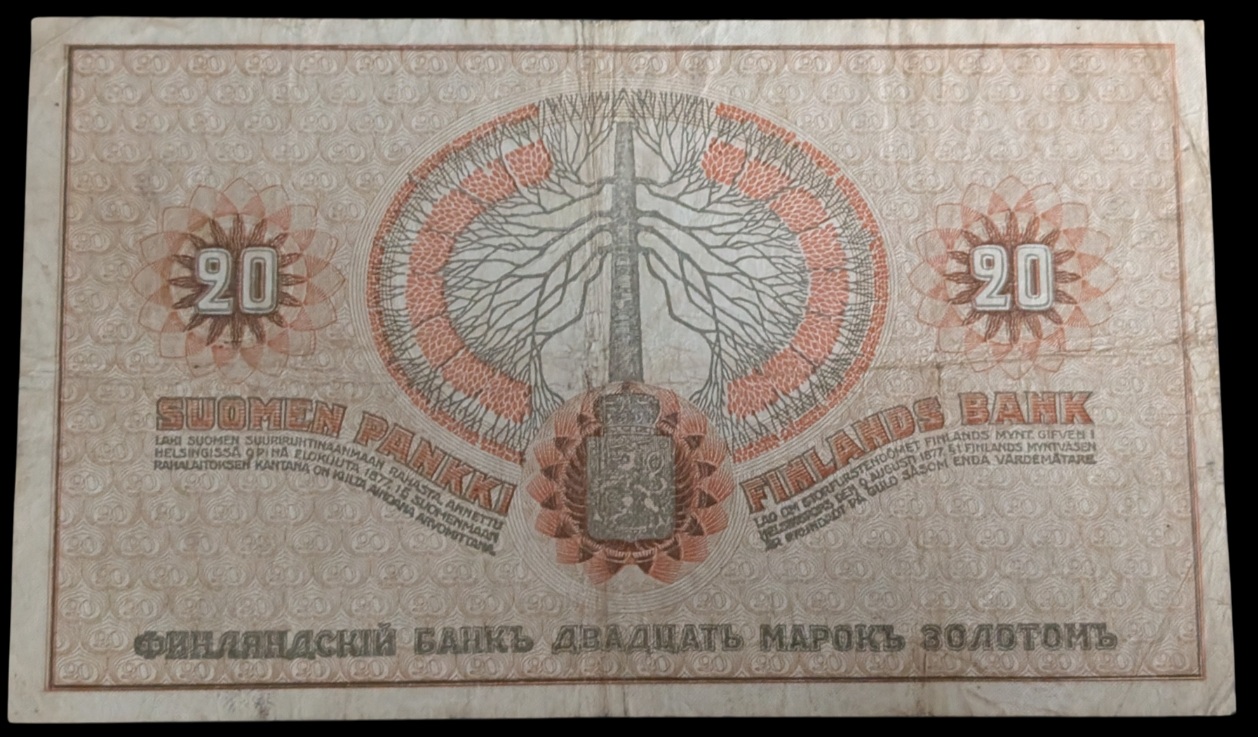 20
20
SUOMEN PANKKI
LAKI SUOMEN SUURIRUHTINAANMAAN RAHASTA, ANNETTU
HELSINGISSÄ 9 P:NÄ ELOKUUTA 1877. 1§ SUOMENMAAN
RAHALAITOKSEN KANTANA ON KULTA AINOANA ARVOMITTANA.
FINLANDS BANK
LAG OM STORFURSTENDÖMET FINLANDS MYNT, GIFVEN I
HELSINGFORS DEN 9 AUGUSTI 1877. §1 FINLANDS MYNTVÄSEN
ÄR GRUNDADT PÅ GULD SÅSOM ENDA VÄRDEMÄTARE.
ФИНЛЯНДСКІЙ БАНКЪ ДВАДЦАТЬ МАРОКЪ ЗОЛОТОМЪ